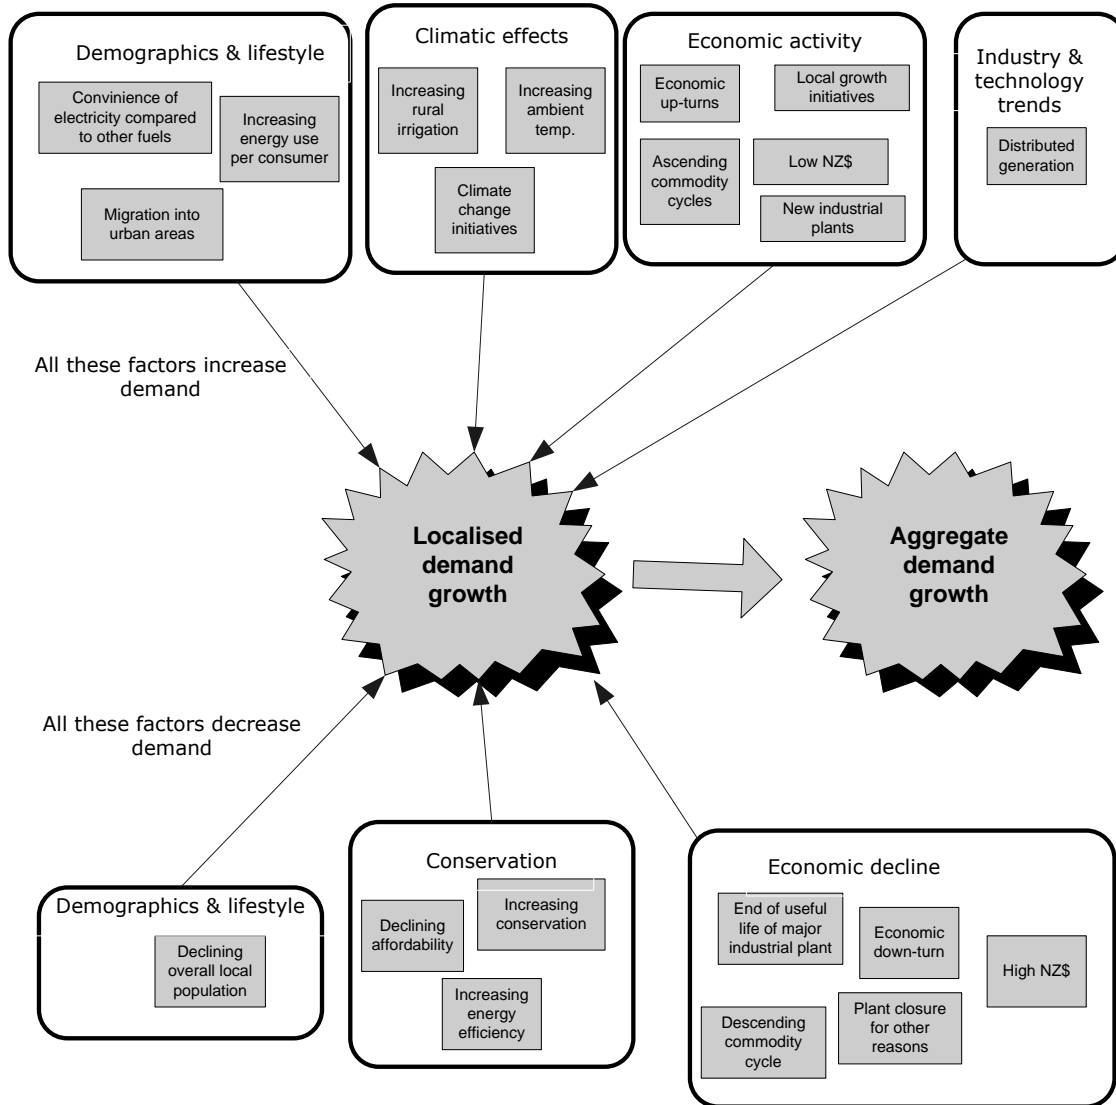 Demographics & lifestyle
Convinience of
electricity compared
to other fuels
Increasing
energy use
per consumer
Migration into
urban areas
Climatic effects
Increasing
rural
irrigation
Increasing
ambient
temp.
Climate
change
initiatives
Economic activity
Economic
up-turns
Local growth
initiatives
Ascending
commodity
cycles
Low NZ$
New industrial
plants
Industry &
technology
trends
Distributed
generation
All these factors increase
demand
Localised
demand
growth
Aggregate
demand
growth
All these factors decrease
demand
Demographics & lifestyle
Declining
overall local
population
Conservation
Declining
affordability
Increasing
conservation
Increasing
energy
efficiency
Economic decline
End of useful
life of major
industrial plant
Economic
down-turn
High NZ$
Descending
commodity
cycle
Plant closure
for other
reasons